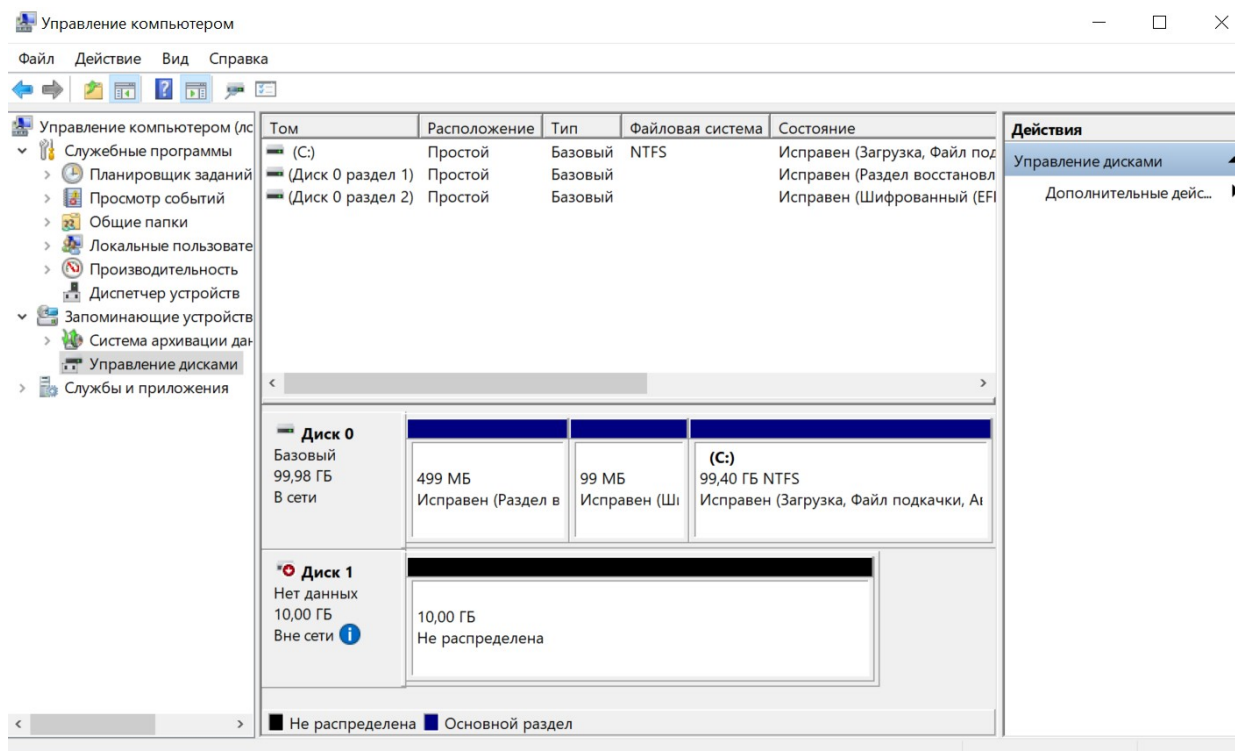 Управление компьютером
Файл Действие Вид Справка
Управление компьютером (лс
Служебные программы
Планировщик заданий
Просмотр событий
Общие папки
Локальные пользовате
Производительность
Диспетчер устройств
Запоминающие устройств
Система архивации дан
Управление дисками
Службы и приложения
Том Расположение Тип Файловая система Состояние
(C:) Простой Базовый NTFS Исправен (Загрузка, Файл под
(Диск 0 раздел 1) Простой Базовый Исправен (Раздел восстановл
(Диск 0 раздел 2) Простой Базовый Исправен (Шифрованный (EFI
Диск 0
Базовый
99,98 ГБ
В сети
499 МБ
Исправен (Раздел в
99 МБ
Исправен (Ши
(C:)
99,40 ГБ NTFS
Исправен (Загрузка, Файл подкачки, Ав
Диск 1
Нет данных
10,00 ГБ
Вне сети
10,00 ГБ
Не распределена
Не распределена Основной раздел
Действия
Управление дисками
Дополнительные дейс...